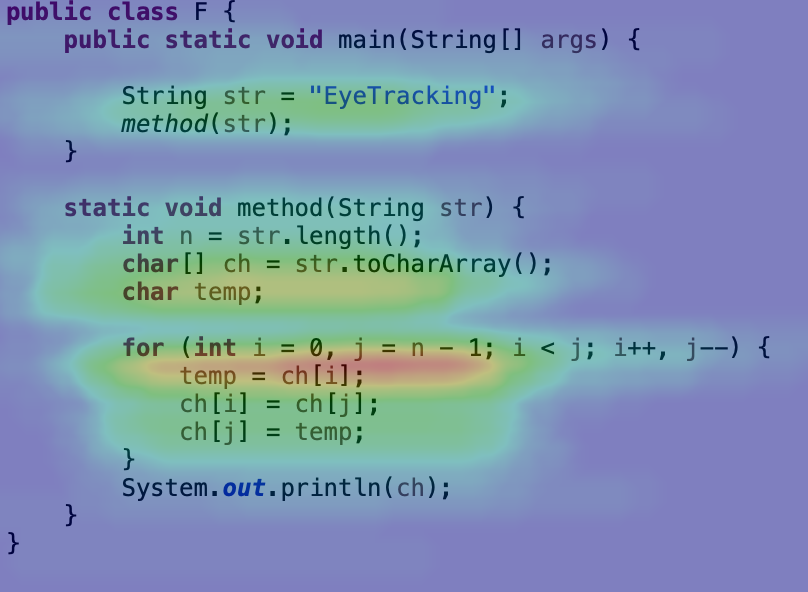 public class F {
public static void main(String[] args) {
String str = "EyeTracking";
method(str);
}
static void method(String str) {
int n = str.length();
char[] ch = str.toCharArray();
char temp;
for (int i = 0, j = n - 1; i < j; i++, j--) {
temp = ch[i];
ch[i] = ch[j];
ch[j] = temp;
}
System.out.println(ch);
}
}